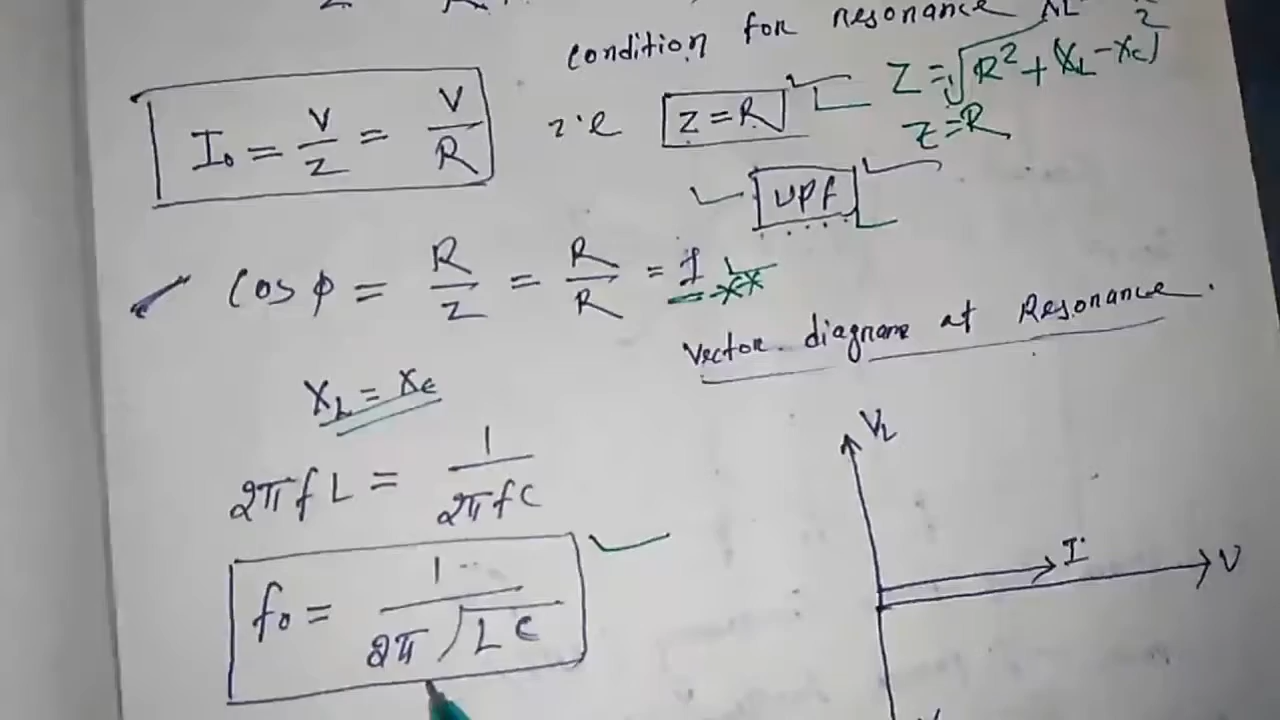 condition for resonance XL
I₀ = V/Z = V/R
i.e Z = R
Z = √R² + (XL - Xc)²
Z = R
UPf
Cos φ = R/Z = R/R = 1
Vector diagram at Resonance.
XL = Xc
2πfL = 1/2πfC
f₀ = 1/2π√LC
VL
I
V